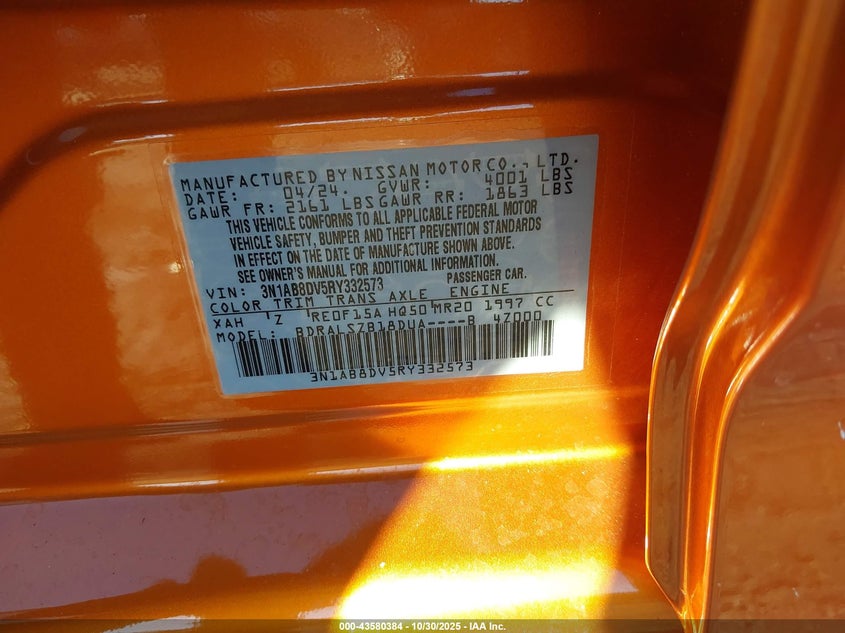 MANUFACTURED BY NISSAN MOTOR CO., LTD.
DATE: 04/24. GVWR: 4001 LBS
GAWR FR: 2161 LBS GAWR RR: 1863 LBS
THIS VEHICLE CONFORMS TO ALL APPLICABLE FEDERAL MOTOR
VEHICLE SAFETY, BUMPER AND THEFT PREVENTION STANDARDS
IN EFFECT ON THE DATE OF MANUFACTURE SHOWN ABOVE.
SEE OWNER'S MANUAL FOR ADDITIONAL INFORMATION.
VIN: 3N1AB8DV5RY332573 PASSENGER CAR.
COLOR TRIM TRANS AXLE ENGINE
XAH Z RE0F15A HQ50 MR20 1997 CC
MODEL: BDRALSZB18DUA----B 4Z000
3N1AB8DV5RY332573
000-43580384 - 10/30/2025 - IAA Inc.